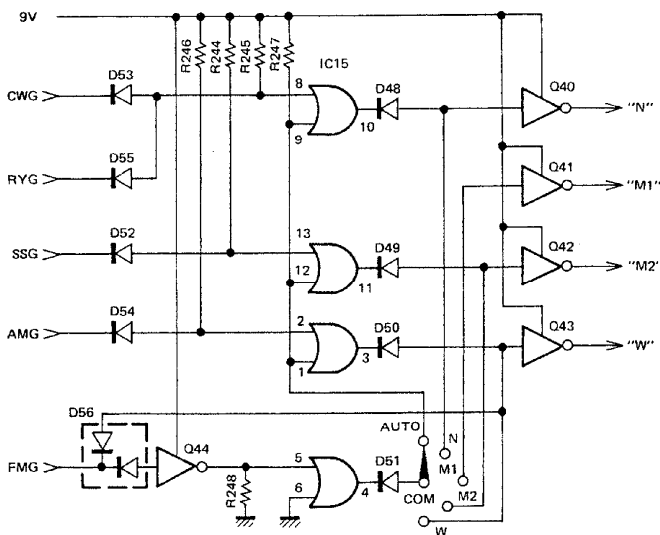 9V
R246
R244
R245
R247
IC15
D53
8
D48
Q40
CWG
"N"
9
10
D55
Q41
RYG
"M1"
D52
13
D49
Q42
SSG
12
11
"M2"
D54
2
D50
Q43
AMG
1
3
"W"
D56
AUTO
N
Q44
M1
FMG
5
D51
R248
6
4
COM
M2
W